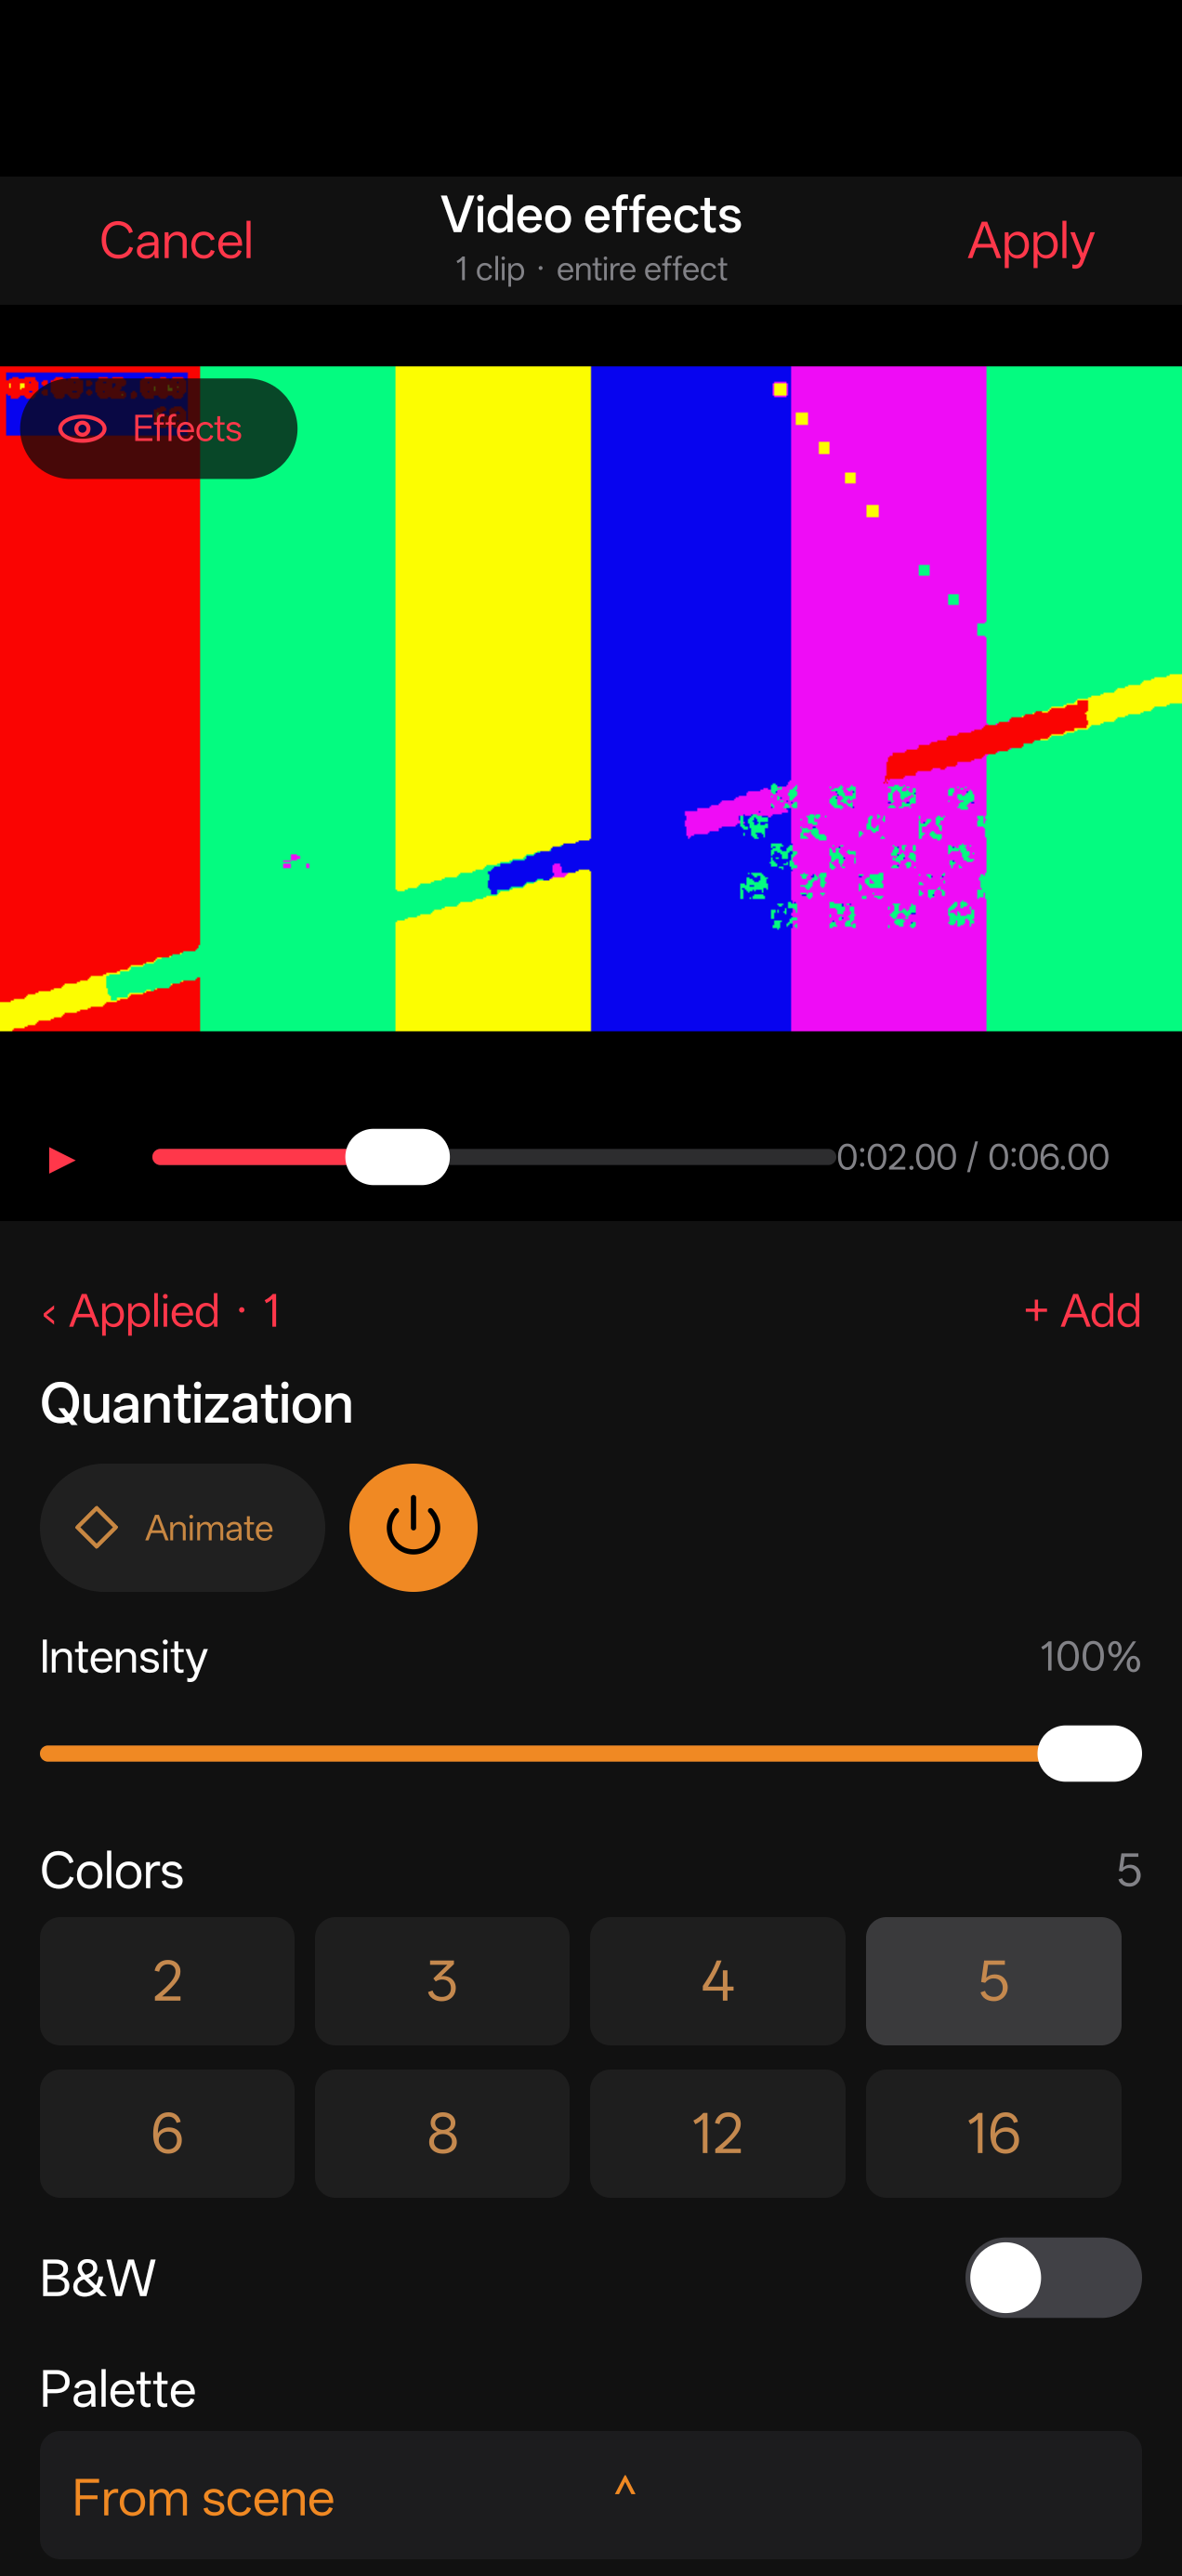 Cancel
Video effects
Apply
1 clip · entire effect
Effects
0:02.00 / 0:06.00
‹ Applied · 1
+ Add
Quantization
Animate
Intensity
100%
Colors
5
2
3
4
5
6
8
12
16
B&W
Palette
From scene